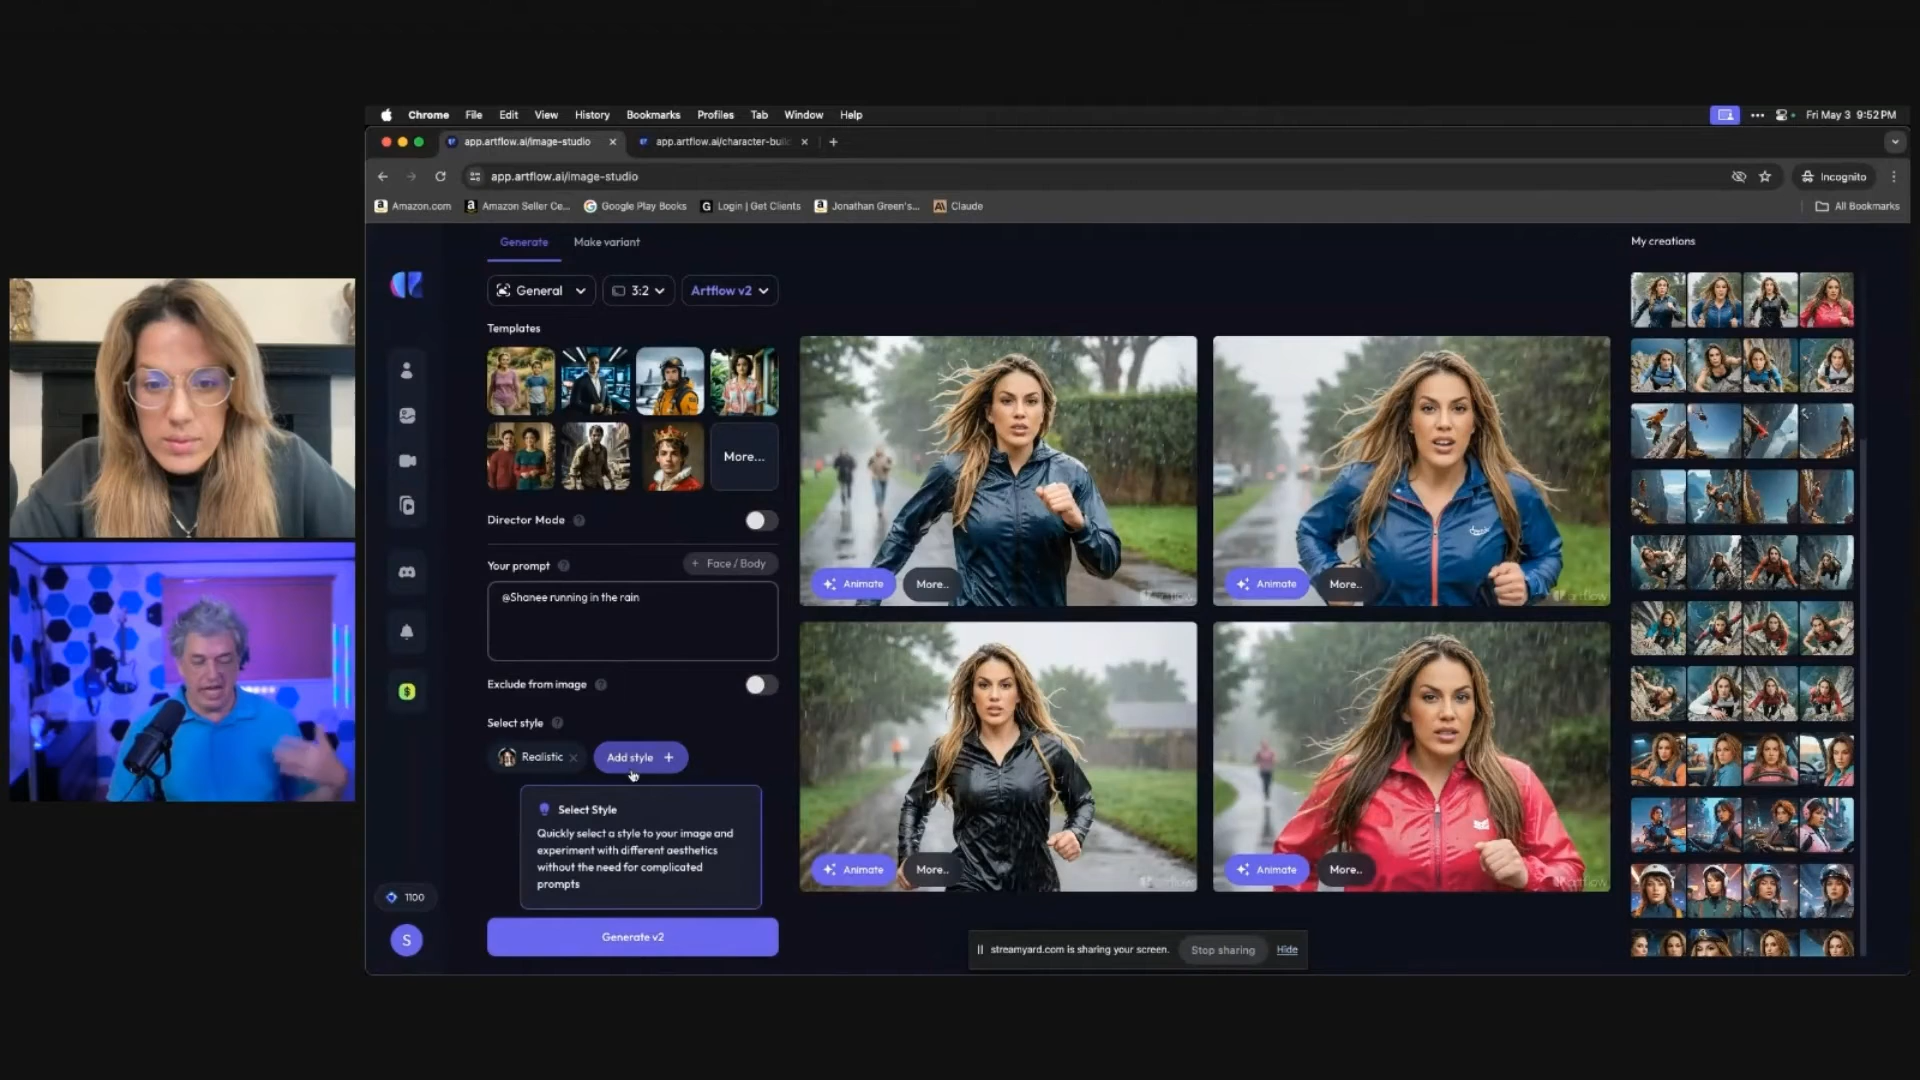 Chrome File Edit View History Bookmarks Profiles Tab Window Help
Fri May 3 9:52 PM
app.artflow.ai/image-studio
app.artflow.ai/character-buil
app.artflow.ai/image-studio
Incognito
Amazon.com
Amazon Seller Ce...
Google Play Books
Login | Get Clients
Jonathan Green's...
Claude
All Bookmarks
Generate
Make variant
General
3:2
Artflow v2
Templates
More...
Director Mode
Your prompt
+ Face / Body
@Shanee running in the rain
Exclude from image
Select style
Realistic
Add style +
Select Style
Quickly select a style to your image and
experiment with different aesthetics
without the need for complicated
prompts
1100
S
Generate v2
Animate More..
Animate More..
artflow
Animate More..
Animate More..
artflow
My creations
streamyard.com is sharing your screen.
Stop sharing
Hide